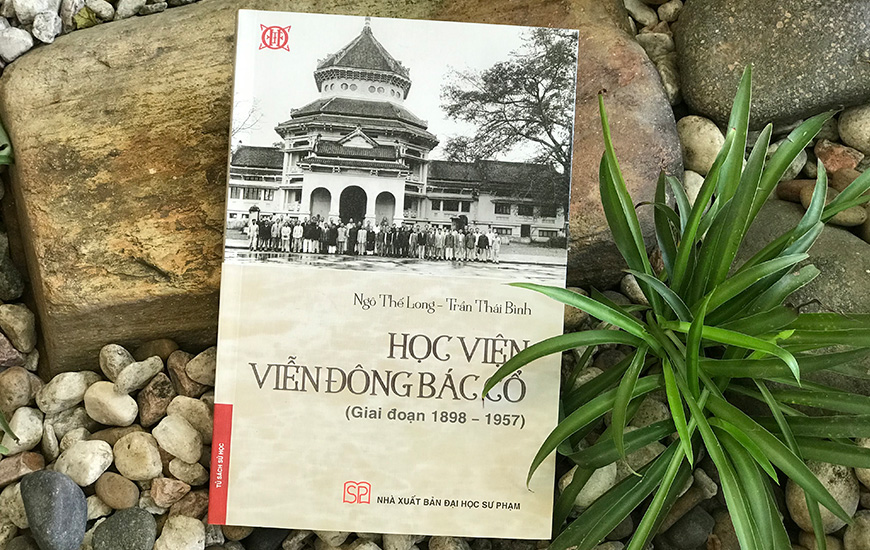 Ngô Thế Long – Trần Thái Bình
HỌC VIỆN
VIỄN ĐÔNG BÁC CỔ
(Giai đoạn 1898 – 1957)
TỦ SÁCH SỬ HỌC
SP
NHÀ XUẤT BẢN ĐẠI HỌC SƯ PHẠM